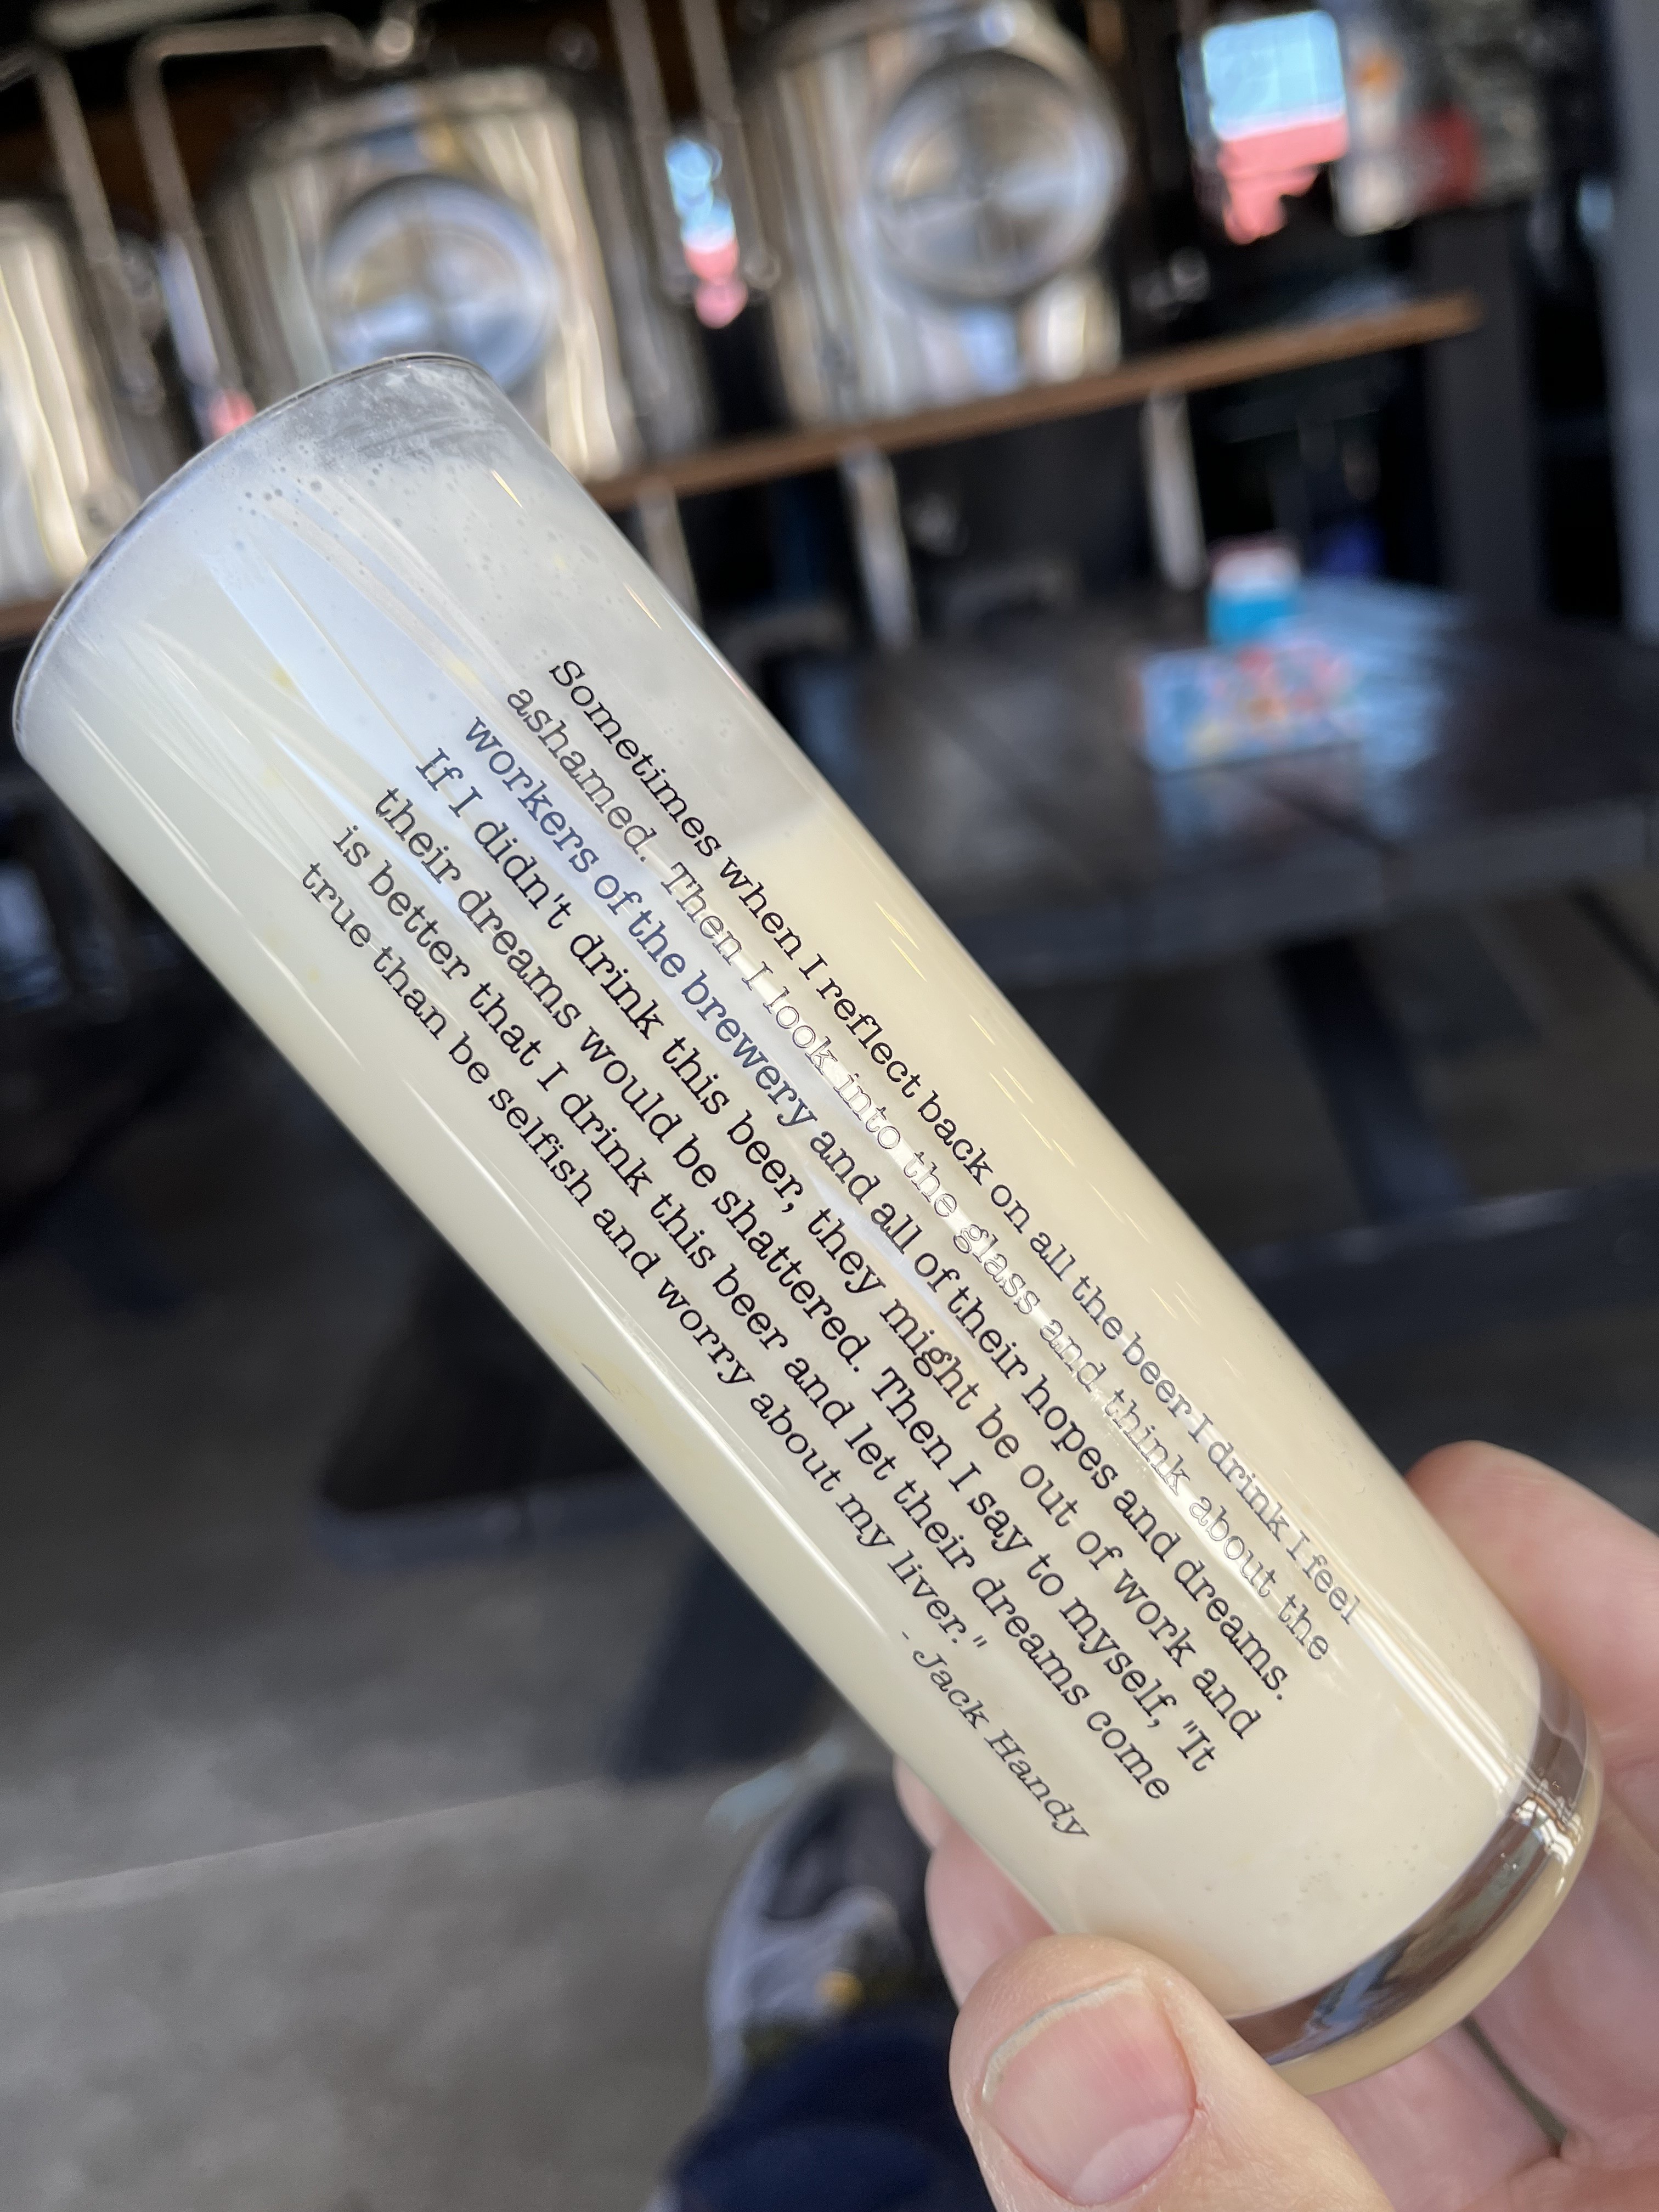 Sometimes when I reflect back on all the beer I drink I feel
ashamed. Then I look into the glass and think about the
workers of the brewery and all of their hopes and dreams.
If I didn't drink this beer, they might be out of work and
their dreams would be shattered. Then I say to myself, "It
is better that I drink this beer and let their dreams come
true than be selfish and worry about my liver."
- Jack Handy